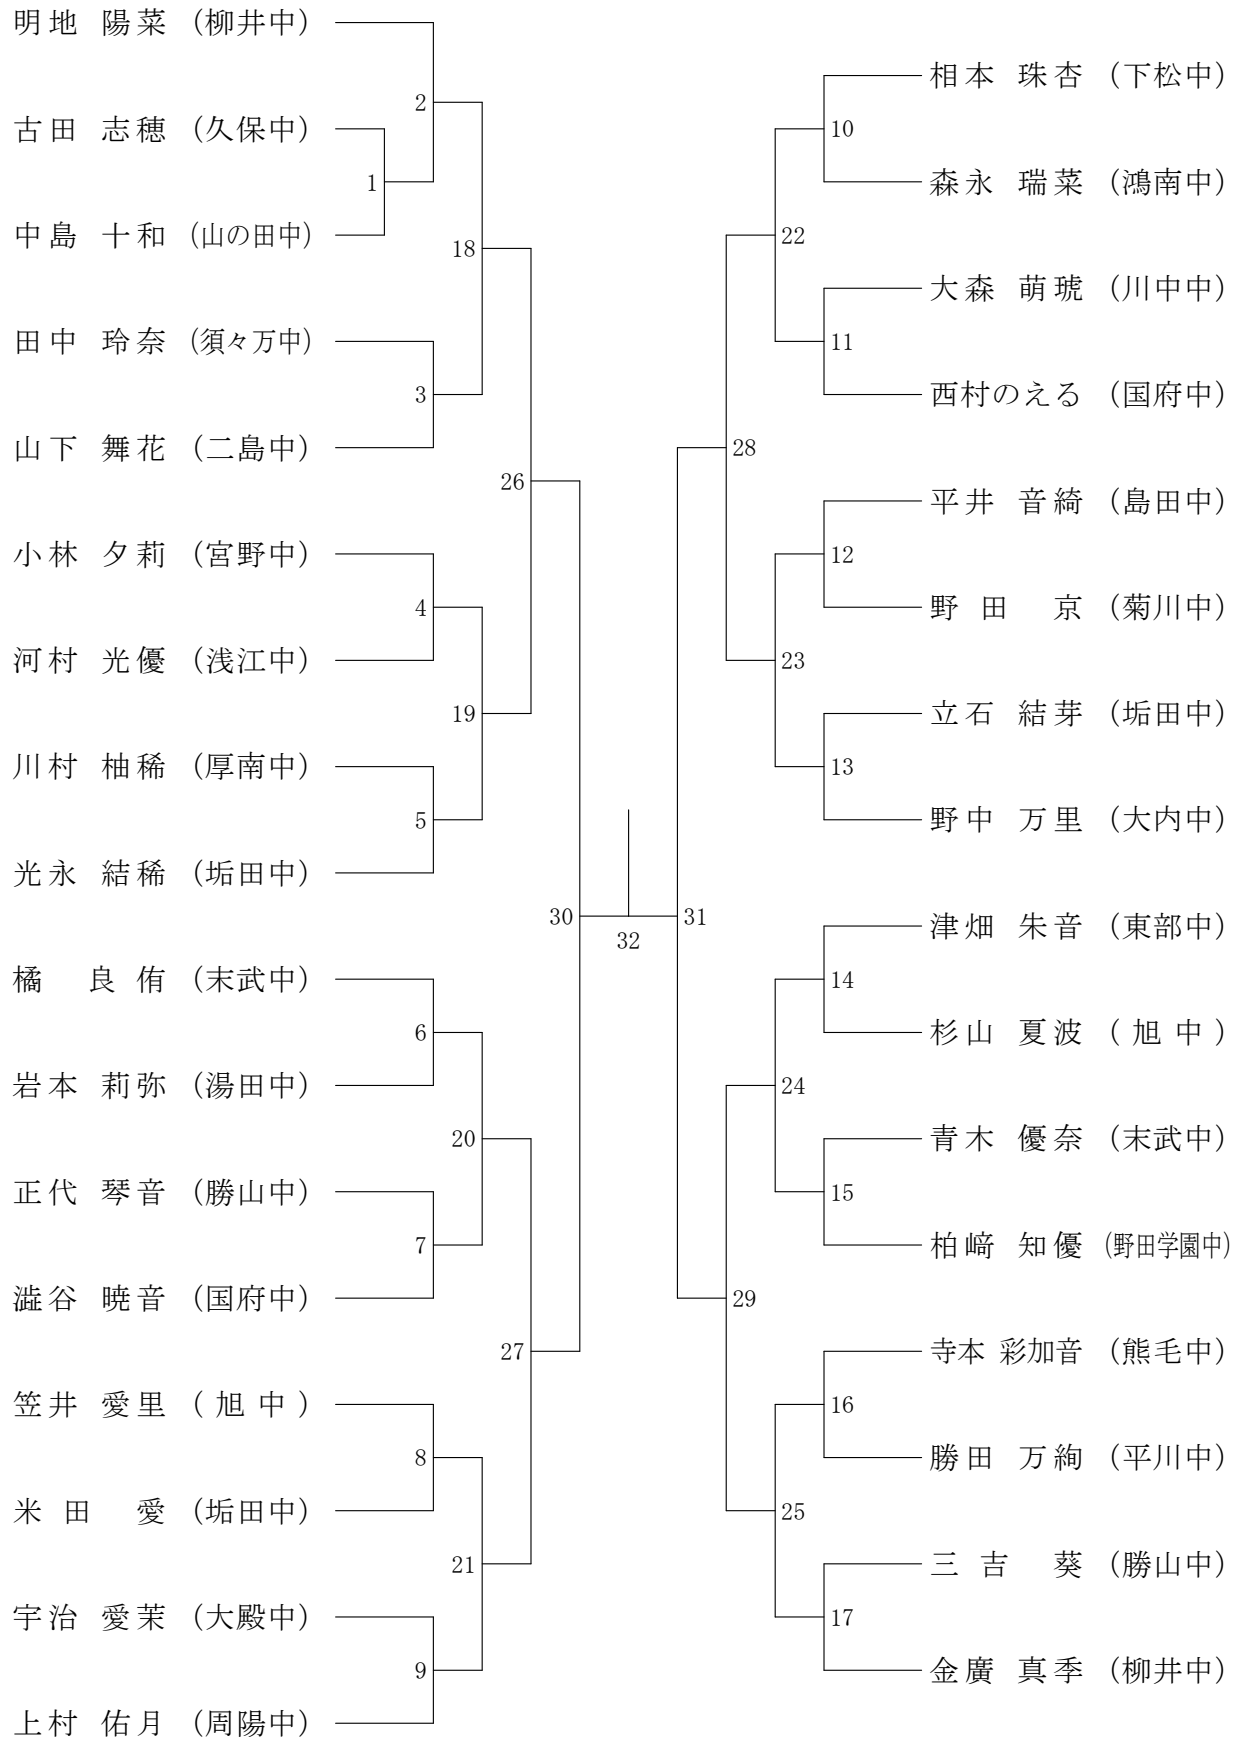 明地 陽菜 (柳井中)
古田 志穂 (久保中)
中島 十和 (山の田中)
田中 玲奈 (須々万中)
山下 舞花 (二島中)
小林 夕莉 (宮野中)
河村 光優 (浅江中)
川村 柚稀 (厚南中)
光永 結稀 (垢田中)
橘 良侑 (末武中)
岩本 莉弥 (湯田中)
正代 琴音 (勝山中)
澁谷 暁音 (国府中)
笠井 愛里 (旭中)
米田 愛 (垢田中)
宇治 愛茉 (大殿中)
上村 佑月 (周陽中)
2
1
18
3
26
4
19
5
30
6
20
7
27
8
21
9
32
31
10
22
11
28
12
23
13
14
24
15
29
16
25
17
相本 珠杏 (下松中)
森永 瑞菜 (鴻南中)
大森 萌琥 (川中中)
西村のえる (国府中)
平井 音綺 (島田中)
野田 京 (菊川中)
立石 結芽 (垢田中)
野中 万里 (大内中)
津畑 朱音 (東部中)
杉山 夏波 (旭中)
青木 優奈 (末武中)
柏﨑 知優 (野田学園中)
寺本 彩加音 (熊毛中)
勝田 万絢 (平川中)
三吉 葵 (勝山中)
金廣 真季 (柳井中)